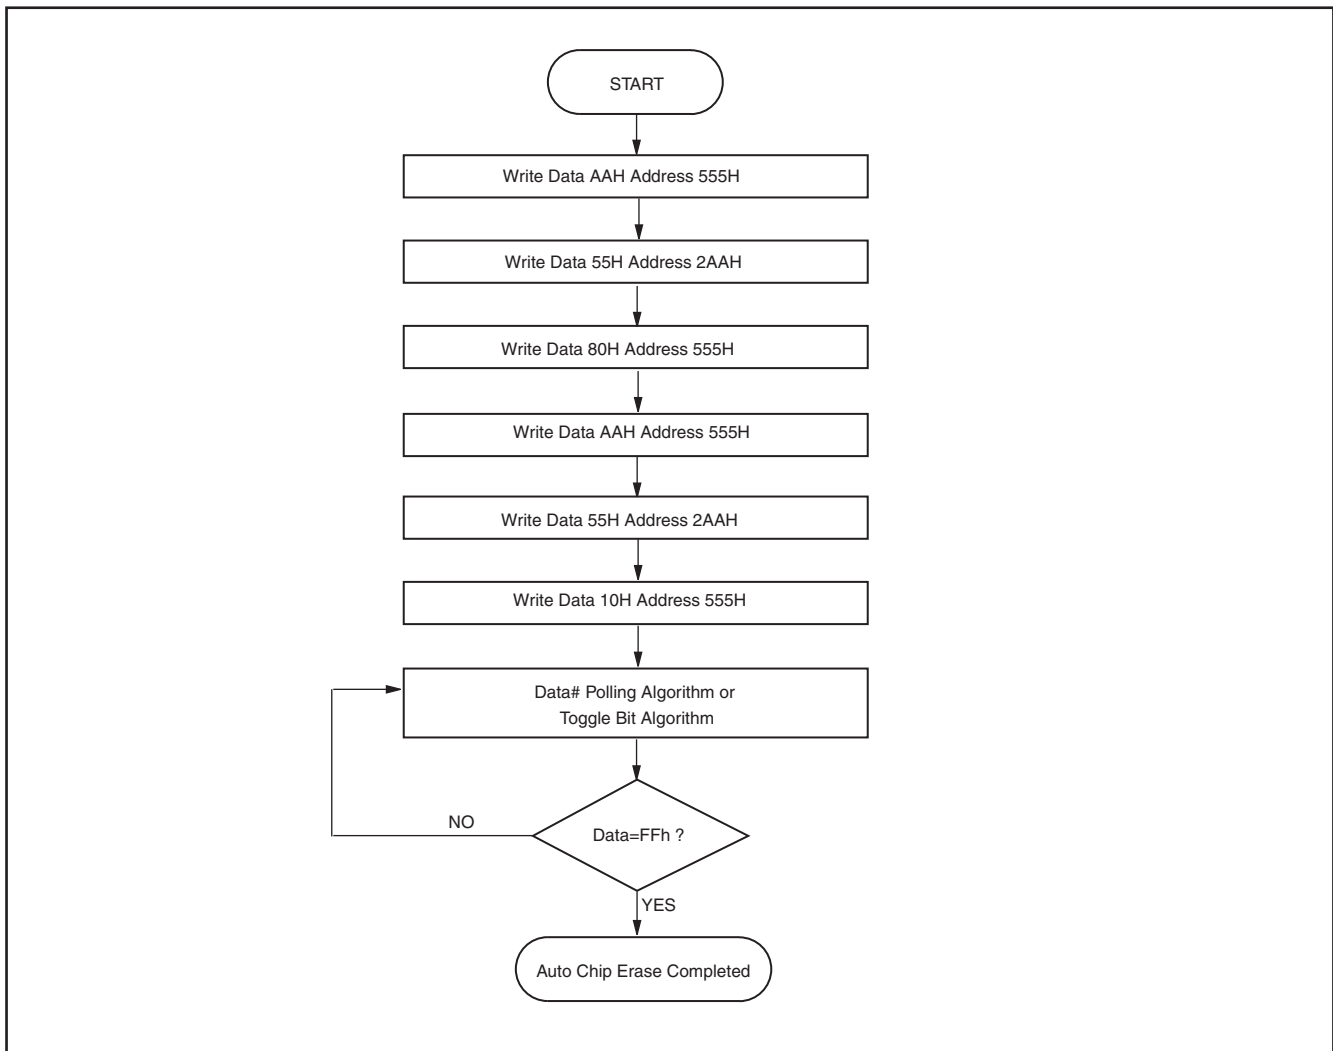 START
Write Data AAH Address 555H
Write Data 55H Address 2AAH
Write Data 80H Address 555H
Write Data AAH Address 555H
Write Data 55H Address 2AAH
Write Data 10H Address 555H
Data# Polling Algorithm or
Toggle Bit Algorithm
NO
Data=FFh ?
YES
Auto Chip Erase Completed